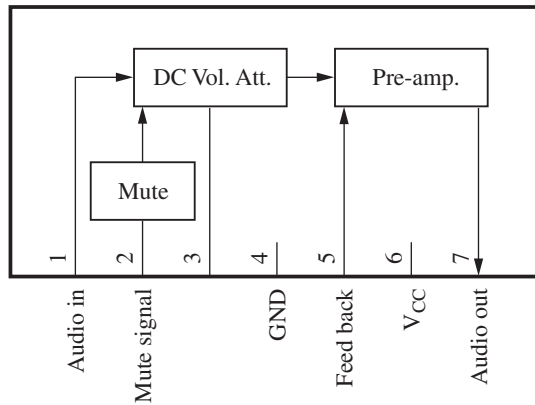 DC Vol. Att.
Pre-amp.
Mute
1
2
3
4
5
6
7
Audio in
Mute signal
GND
Feed back
VCC
Audio out